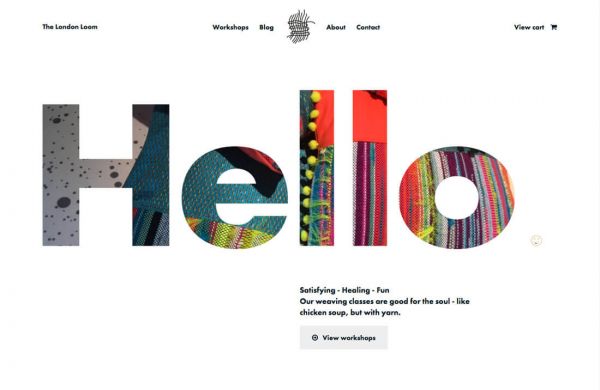 The London Loom
Workshops
Blog
About
Contact
View cart
Hello
Satisfying - Healing - Fun
Our weaving classes are good for the soul - like
chicken soup, but with yarn.
View workshops